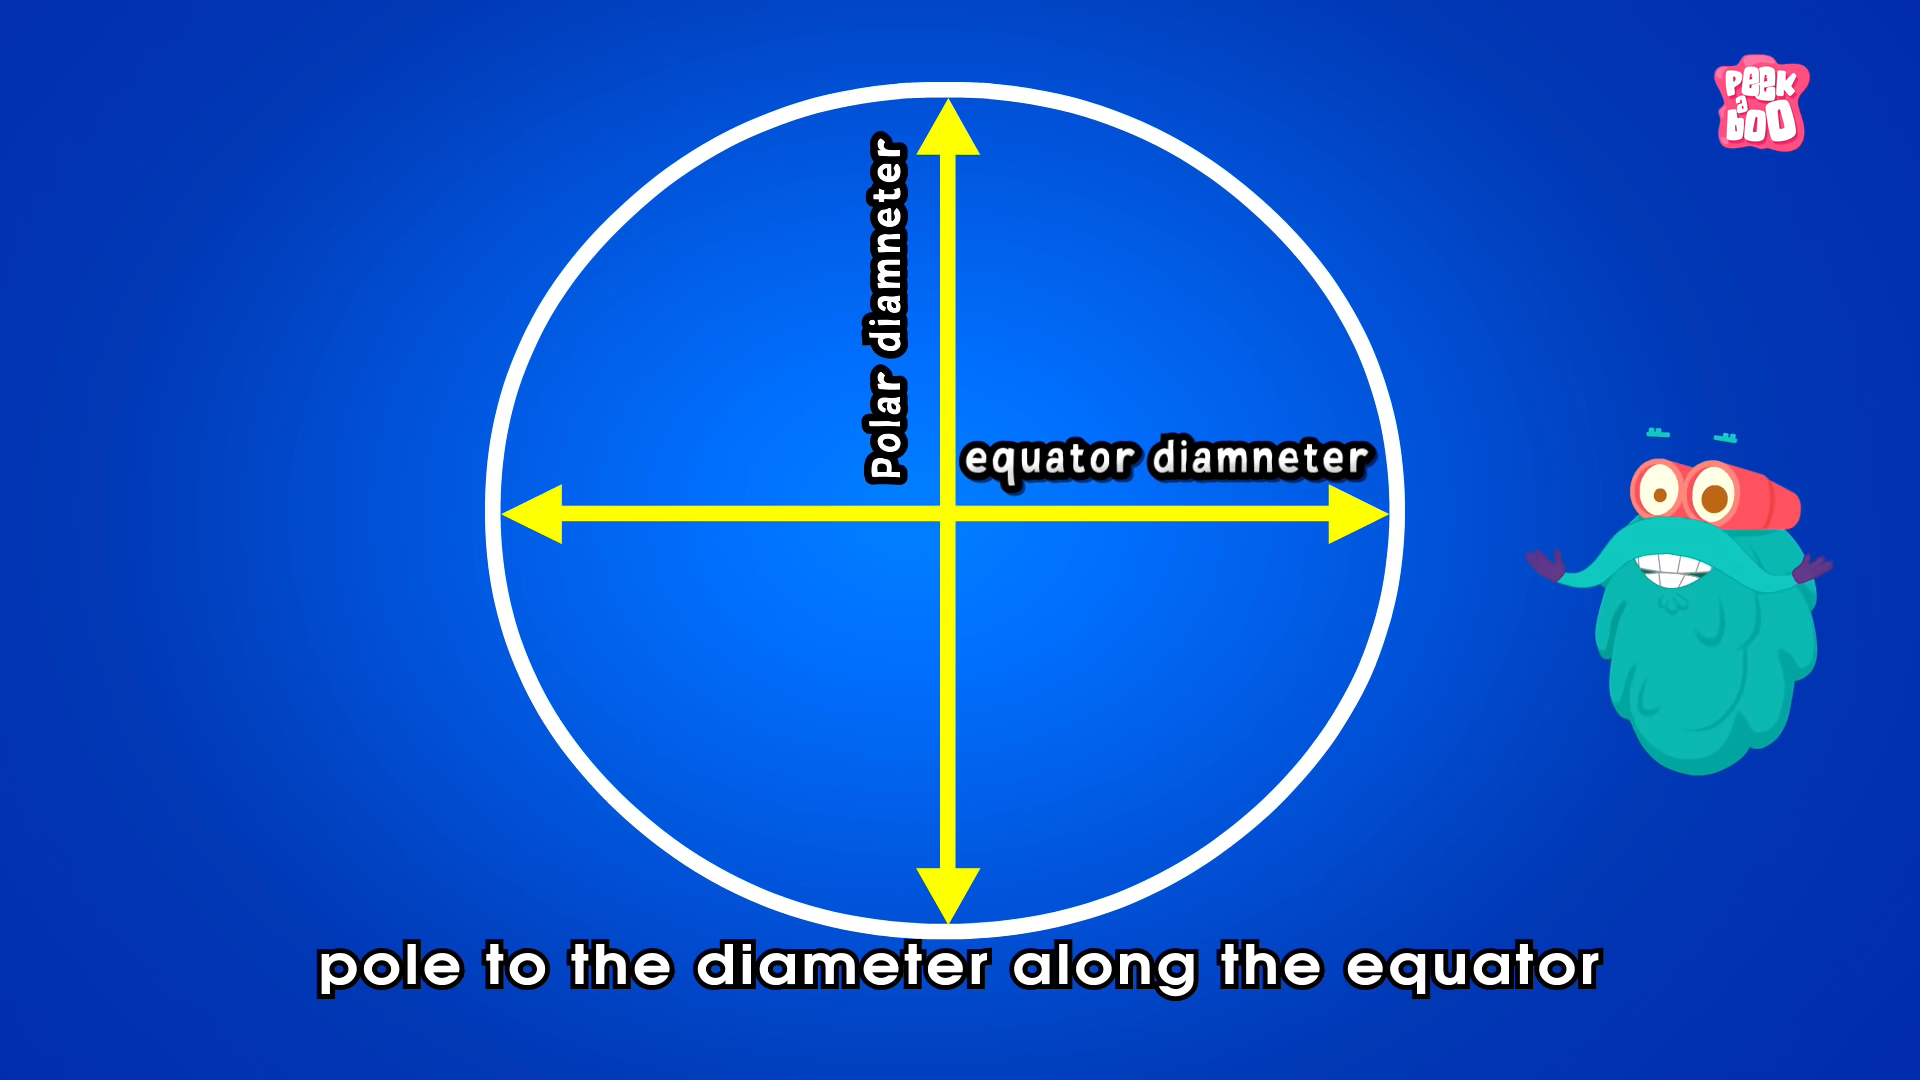 PEEK
a
boo
Polar diamneter
equator diamneter
pole to the diameter along the equator